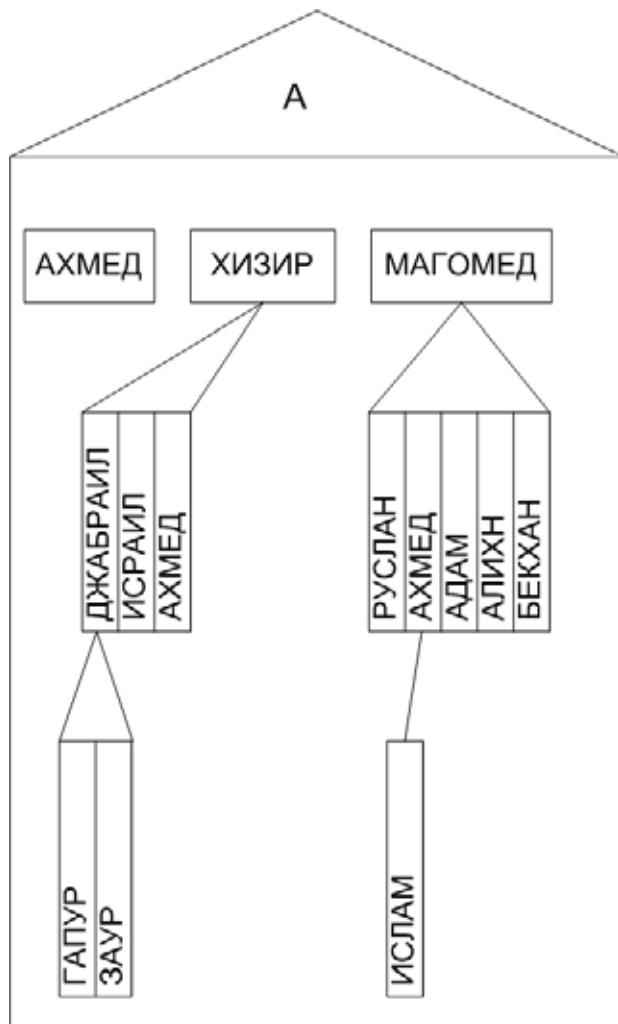 А
АХМЕД
ХИЗИР
МАГОМЕД
ДЖАБРАИЛ
ИСРАИЛ
АХМЕД
РУСЛАН
АХМЕД
АДАМ
АЛИХН
БЕКХАН
ГАПУР
ЗАУР
ИСЛАМ